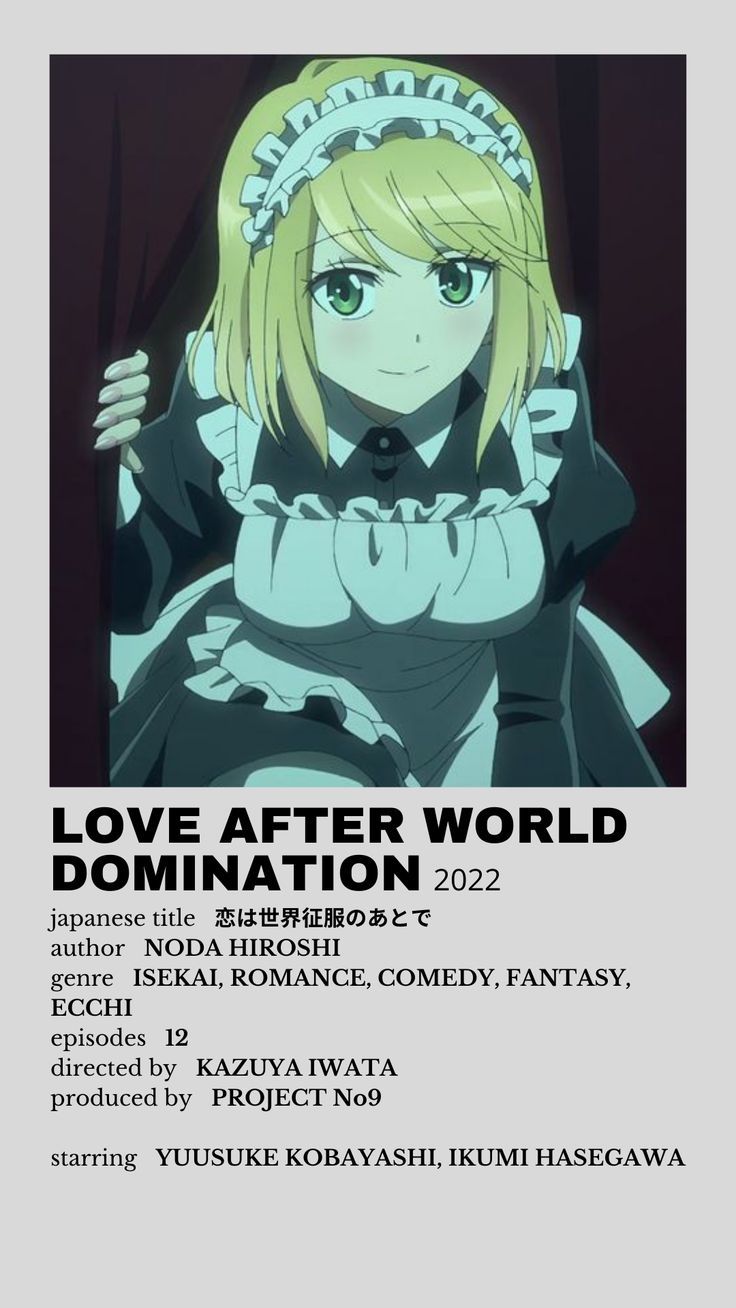 LOVE AFTER WORLD
DOMINATION 2022
japanese title 恋は世界征服のあとで
author NODA HIROSHI
genre ISEKAI, ROMANCE, COMEDY, FANTASY,
ECCHI
episodes 12
directed by KAZUYA IWATA
produced by PROJECT No9
starring YUUSUKE KOBAYASHI, IKUMI HASEGAWA